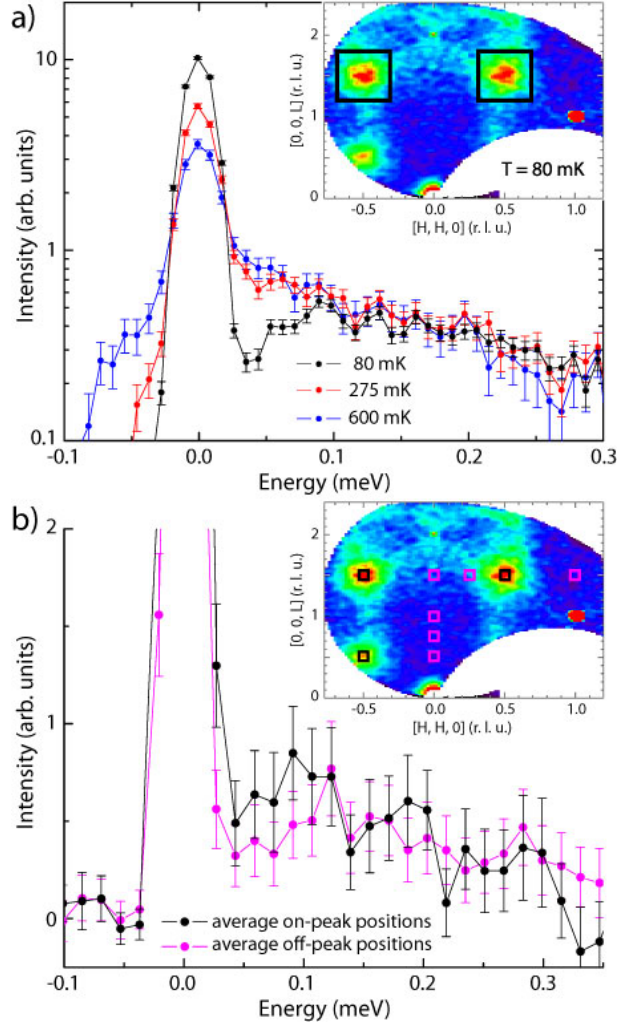 a)
10
1
0.1
Intensity (arb. units)
-0.1 0.0 0.1 0.2 0.3
Energy (meV)
80 mK
275 mK
600 mK
2
1
0
[0, 0, L] (r. l. u.)
T = 80 mK
-0.5 0.0 0.5 1.0
[H, H, 0] (r. l. u.)
b)
2
1
0
Intensity (arb. units)
-0.1 0.0 0.1 0.2 0.3
Energy (meV)
average on-peak positions
average off-peak positions
2
1
0
[0, 0, L] (r. l. u.)
-0.5 0.0 0.5 1.0
[H, H, 0] (r. l. u.)